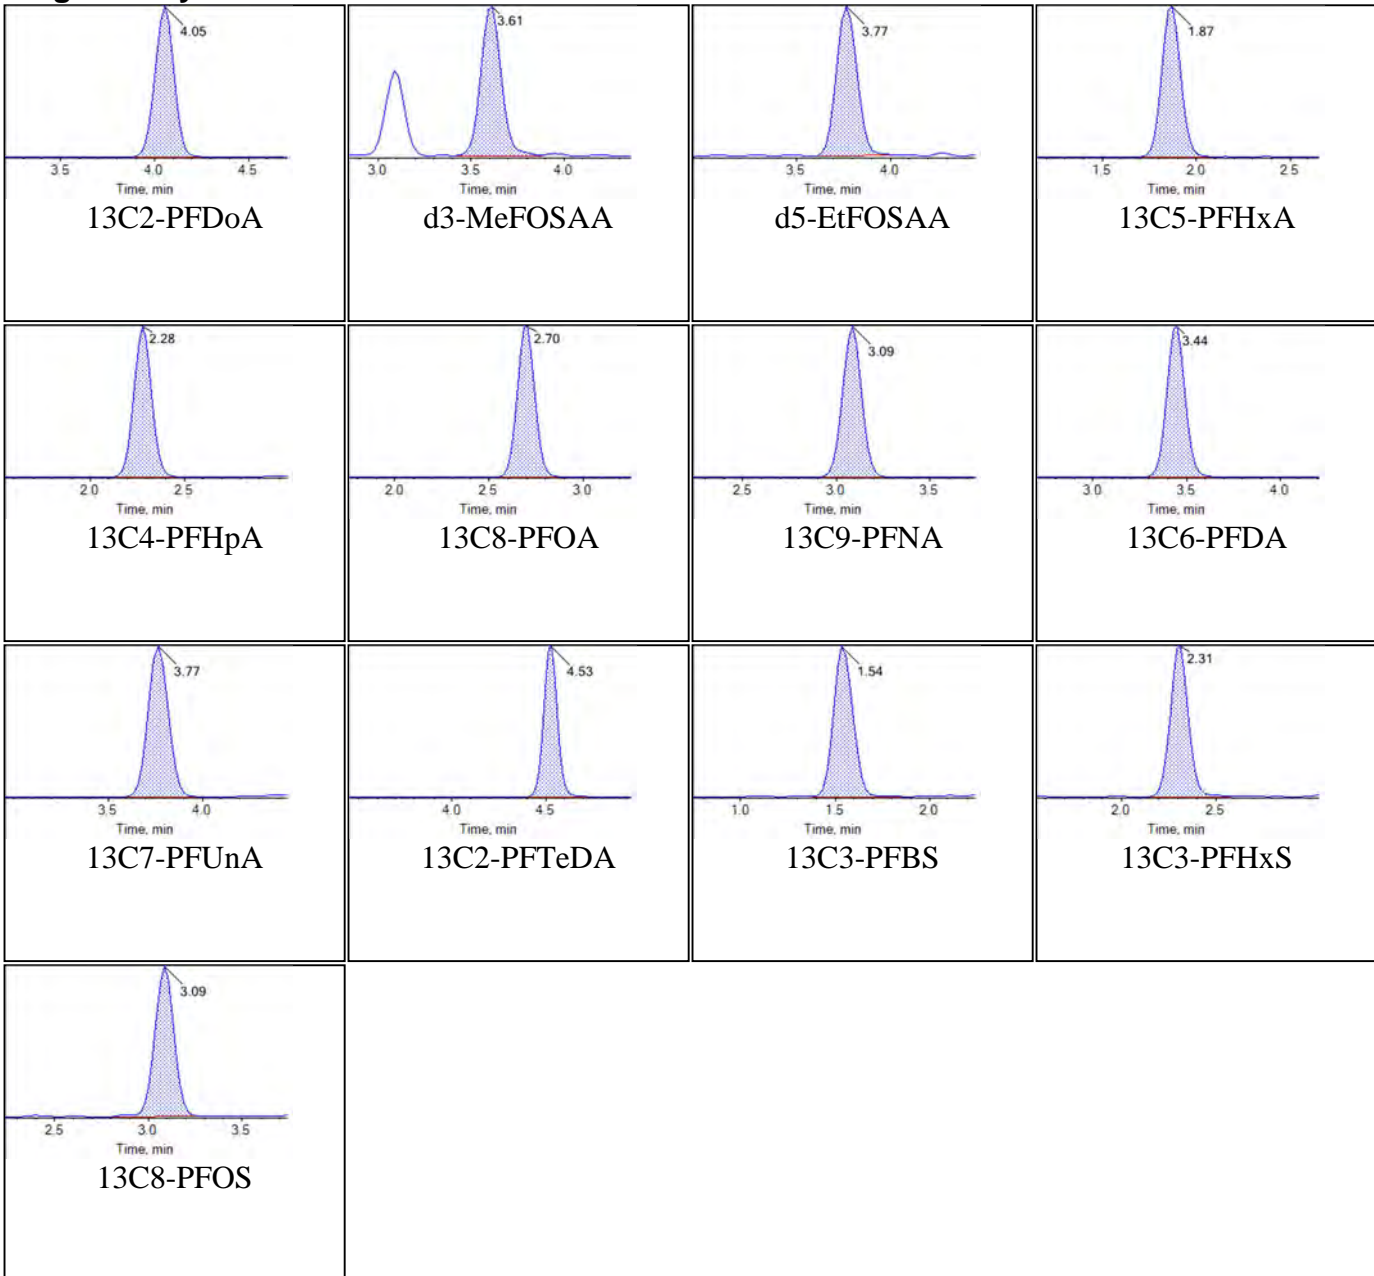 4.05
3.5 4.0 4.5
Time, min
13C2-PFDoA
3.61
3.0 3.5 4.0
Time, min
d3-MeFOSAA
3.77
3.5 4.0
Time, min
d5-EtFOSAA
1.87
1.5 2.0 2.5
Time, min
13C5-PFHxA
2.28
2.0 2.5
Time, min
13C4-PFHpA
2.70
2.0 2.5 3.0
Time, min
13C8-PFOA
3.09
2.5 3.0 3.5
Time, min
13C9-PFNA
3.44
3.0 3.5 4.0
Time, min
13C6-PFDA
3.77
3.5 4.0
Time, min
13C7-PFUnA
4.53
4.0 4.5
Time, min
13C2-PFTeDA
1.54
1.0 1.5 2.0
Time, min
13C3-PFBS
2.31
2.0 2.5
Time, min
13C3-PFHxS
3.09
2.5 3.0 3.5
Time, min
13C8-PFOS